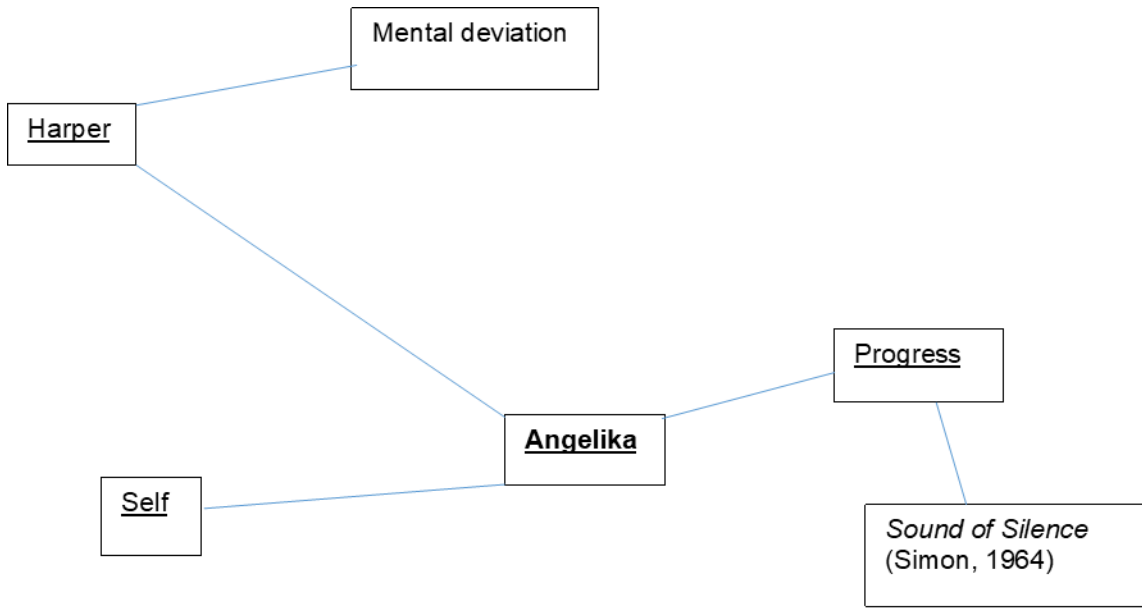 Mental deviation
Harper
Progress
Angelika
Self
Sound of Silence
(Simon, 1964)